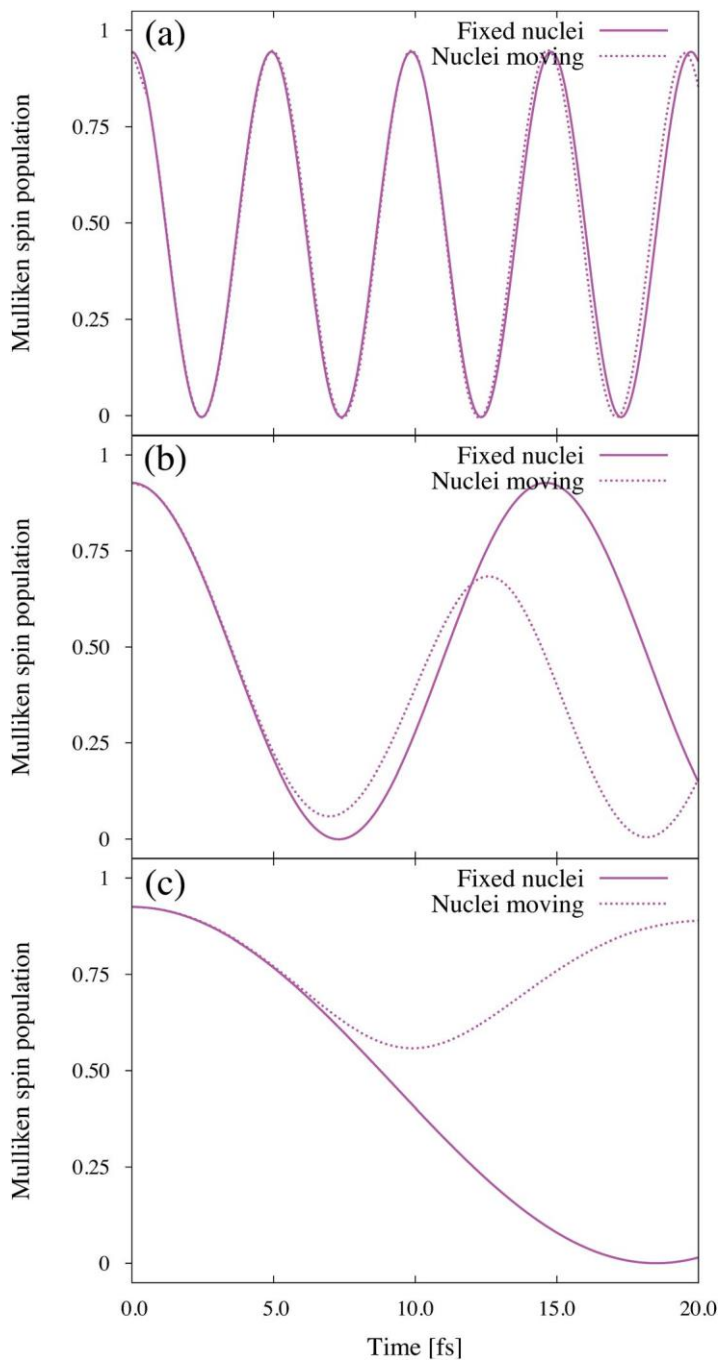 (a)
Fixed nuclei
Nuclei moving
1
0.75
0.50
0.25
0
Mulliken spin population
(b)
Fixed nuclei
Nuclei moving
1
0.75
0.50
0.25
0
Mulliken spin population
(c)
Fixed nuclei
Nuclei moving
1
0.75
0.50
0.25
0
Mulliken spin population
0.0 5.0 10.0 15.0 20.0
Time [fs]